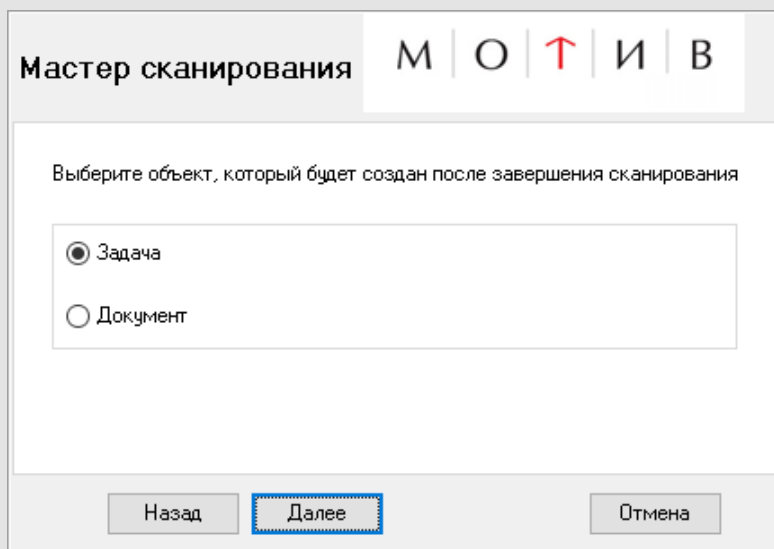 Мастер сканирования
М О Т И В
Выберите объект, который будет создан после завершения сканирования
Задача
Документ
Назад
Далее
Отмена